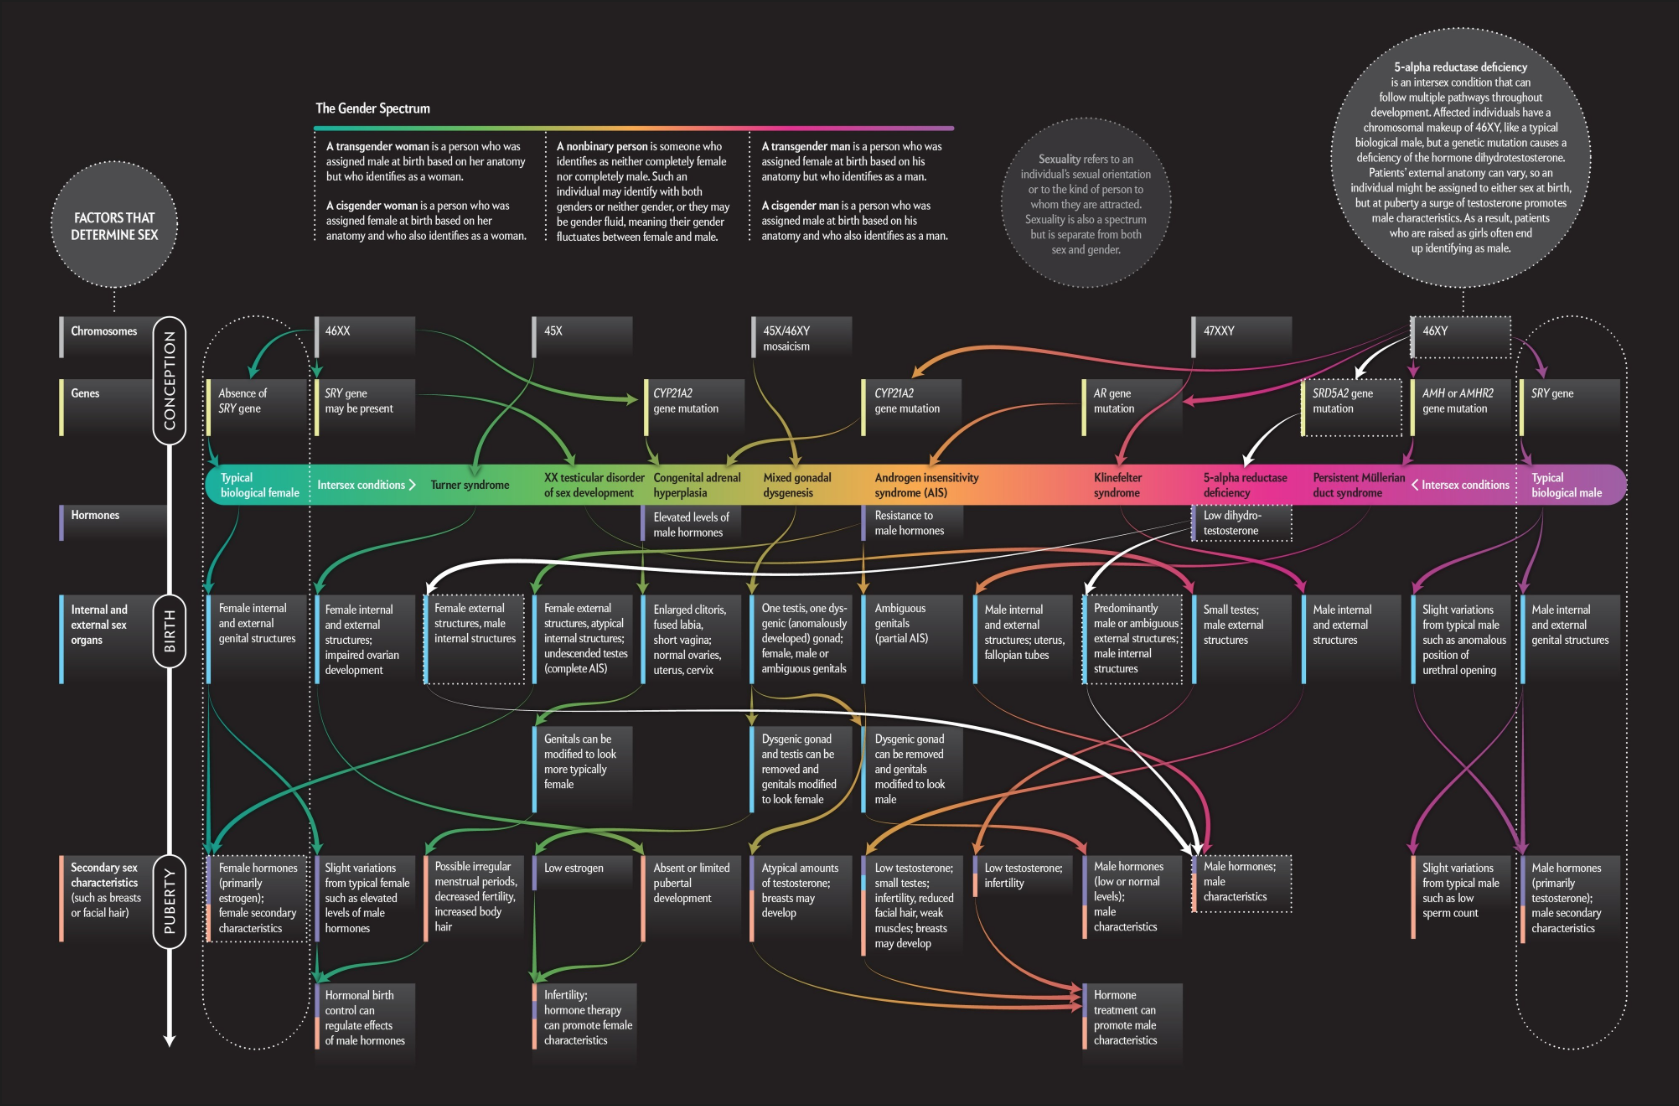 The Gender Spectrum
A transgender woman is a person who was
assigned male at birth based on her anatomy
but who identifies as a woman.
A cisgender woman is a person who was
assigned female at birth based on her
anatomy and who also identifies as a woman.
A nonbinary person is someone who
identifies as neither completely female
nor completely male. Such an
individual may identify with both
genders or neither gender, or they may
be gender fluid, meaning their gender
fluctuates between female and male.
A transgender man is a person who was
assigned female at birth based on his
anatomy but who identifies as a man.
A cisgender man is a person who was
assigned male at birth based on his
anatomy and who also identifies as a man.
Sexuality refers to an
individual's sexual orientation
or to the kind of person to
whom they are attracted.
Sexuality is also a spectrum
but is separate from both
sex and gender.
5-alpha reductase deficiency
is an intersex condition that can
follow multiple pathways throughout
development. Affected individuals have a
chromosomal makeup of 46XY, like a typical
biological male, but a genetic mutation causes a
deficiency of the hormone dihydrotestosterone.
Patients' external anatomy can vary, so an
individual might be assigned to either sex at birth,
but at puberty a surge of testosterone promotes
male characteristics. As a result, patients
who are raised as girls often end
up identifying as male.
FACTORS THAT
DETERMINE SEX
CONCEPTION
Chromosomes
46XX
45X
45X/46XY
mosaicism
47XXY
46XY
Genes
Absence of
SRY gene
SRY gene
may be present
CYP21A2
gene mutation
CYP21A2
gene mutation
AR gene
mutation
SRD5A2 gene
mutation
AMH or AMHR2
gene mutation
SRY gene
Typical
biological female
Intersex conditions >
Turner syndrome
XX testicular disorder
of sex development
Congenital adrenal
hyperplasia
Mixed gonadal
dysgenesis
Androgen insensitivity
syndrome (AIS)
Klinefelter
syndrome
5-alpha reductase
deficiency
Persistent Müllerian
duct syndrome
< Intersex conditions
Typical
biological male
Hormones
Elevated levels of
male hormones
Resistance to
male hormones
Low dihydro-
testosterone
BIRTH
Internal and
external sex
organs
Female internal
and external
genital structures
Female internal
and external
structures;
impaired ovarian
development
Female external
structures, male
internal structures
Female external
structures, atypical
internal structures;
undescended testes
(complete AIS)
Enlarged clitoris,
fused labia,
short vagina;
normal ovaries,
uterus, cervix
One testis, one dys-
genic (anomalously
developed) gonad;
female, male or
ambiguous genitals
Ambiguous
genitals
(partial AIS)
Male internal
and external
structures; uterus,
fallopian tubes
Predominantly
male or ambiguous
external structures;
male internal
structures
Small testes;
male external
structures
Male internal
and external
structures
Slight variations
from typical male
such as anomalous
position of
urethral opening
Male internal
and external
genital structures
Genitals can be
modified to look
more typically
female
Dysgenic gonad
and testis can be
removed and
genitals modified
to look female
Dysgenic gonad
can be removed
and genitals
modified to look
male
PUBERTY
Secondary sex
characteristics
(such as breasts
or facial hair)
Female hormones
(primarily
estrogen);
female secondary
characteristics
Slight variations
from typical female
such as elevated
levels of male
hormones
Possible irregular
menstrual periods,
decreased fertility,
increased body
hair
Low estrogen
Absent or limited
pubertal
development
Atypical amounts
of testosterone;
breasts may
develop
Low testosterone;
small testes;
infertility, reduced
facial hair, weak
muscles; breasts
may develop
Low testosterone;
infertility
Male hormones
(low or normal
levels);
male
characteristics
Male hormones;
male
characteristics
Slight variations
from typical male
such as low
sperm count
Male hormones
(primarily
testosterone);
male secondary
characteristics
Hormonal birth
control can
regulate effects
of male hormones
Infertility;
hormone therapy
can promote female
characteristics
Hormone
treatment can
promote male
characteristics